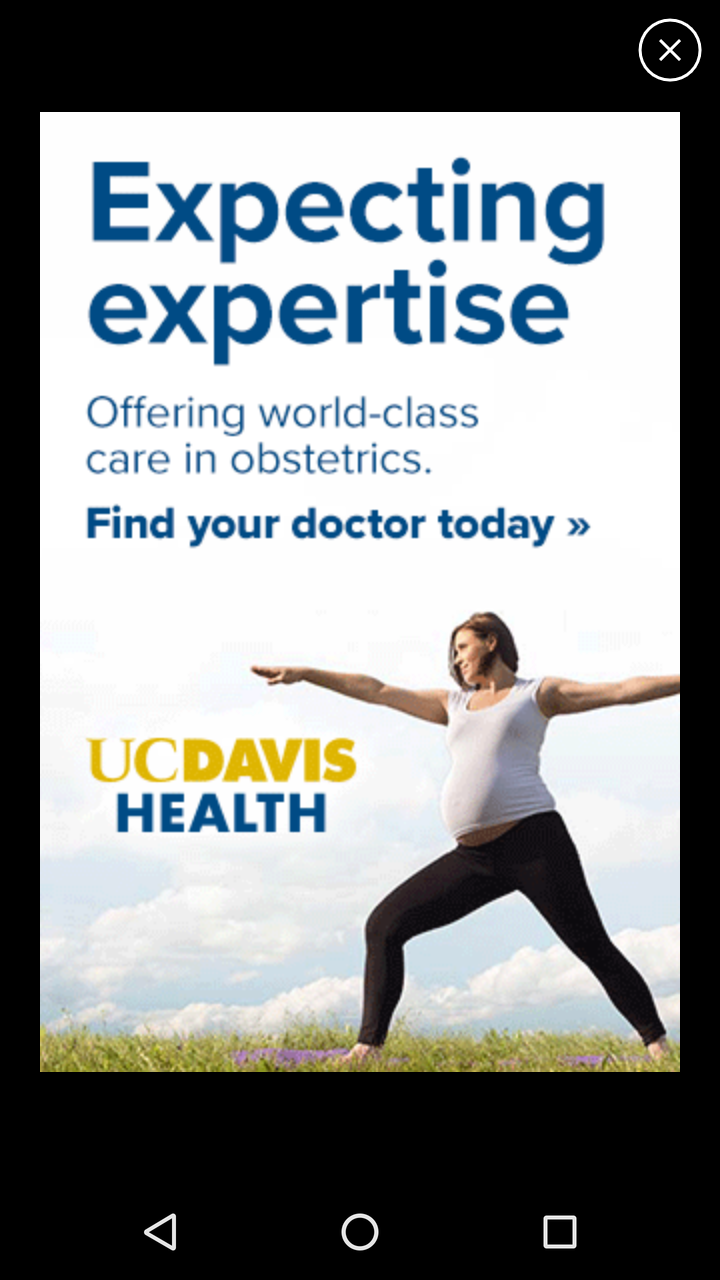 Expecting
expertise
Offering world-class
care in obstetrics.
Find your doctor today »
UCDAVIS
HEALTH